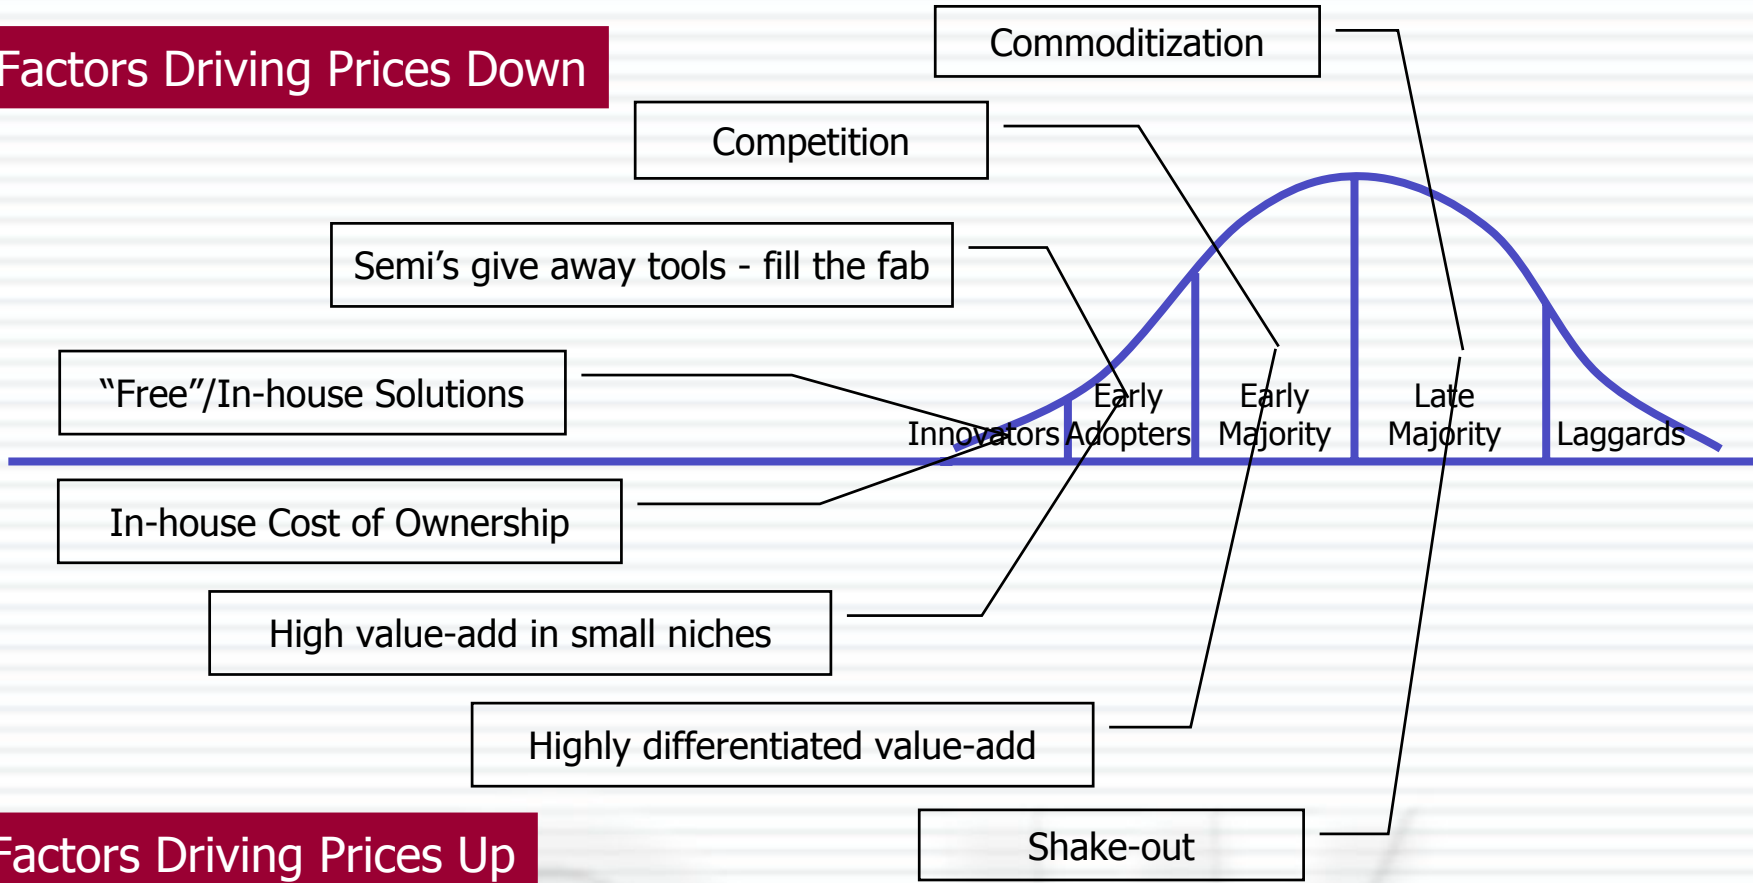 Factors Driving Prices Down
Commoditization
Competition
Semi’s give away tools - fill the fab
“Free”/In-house Solutions
Innovators
Early
Adopters
Early
Majority
Late
Majority
Laggards
In-house Cost of Ownership
High value-add in small niches
Highly differentiated value-add
Shake-out
Factors Driving Prices Up